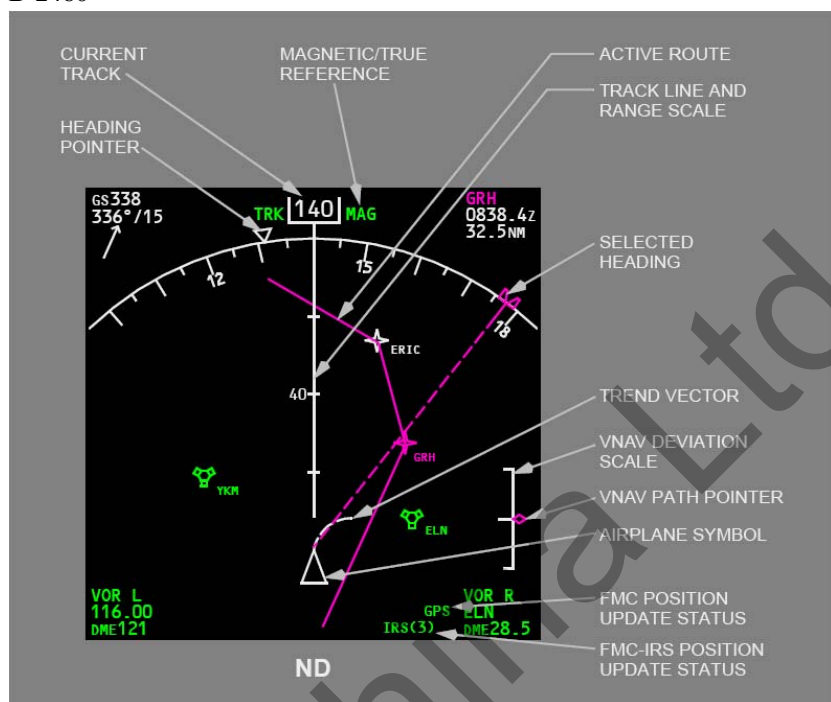 CURRENT
TRACK
MAGNETIC/TRUE
REFERENCE
ACTIVE ROUTE
TRACK LINE AND
RANGE SCALE
HEADING
POINTER
GS338
336°/15
TRK 140 MAG
GRH
0838.4Z
32.5NM
SELECTED
HEADING
12
15
18
ERIC
40
TREND VECTOR
GRH
VNAV DEVIATION
SCALE
YKM
VNAV PATH POINTER
ELN
AIRPLANE SYMBOL
VOR L
116.00
DME121
GPS
IRS(3)
VOR R
ELN
DME28.5
FMC POSITION
UPDATE STATUS
FMC-IRS POSITION
UPDATE STATUS
ND